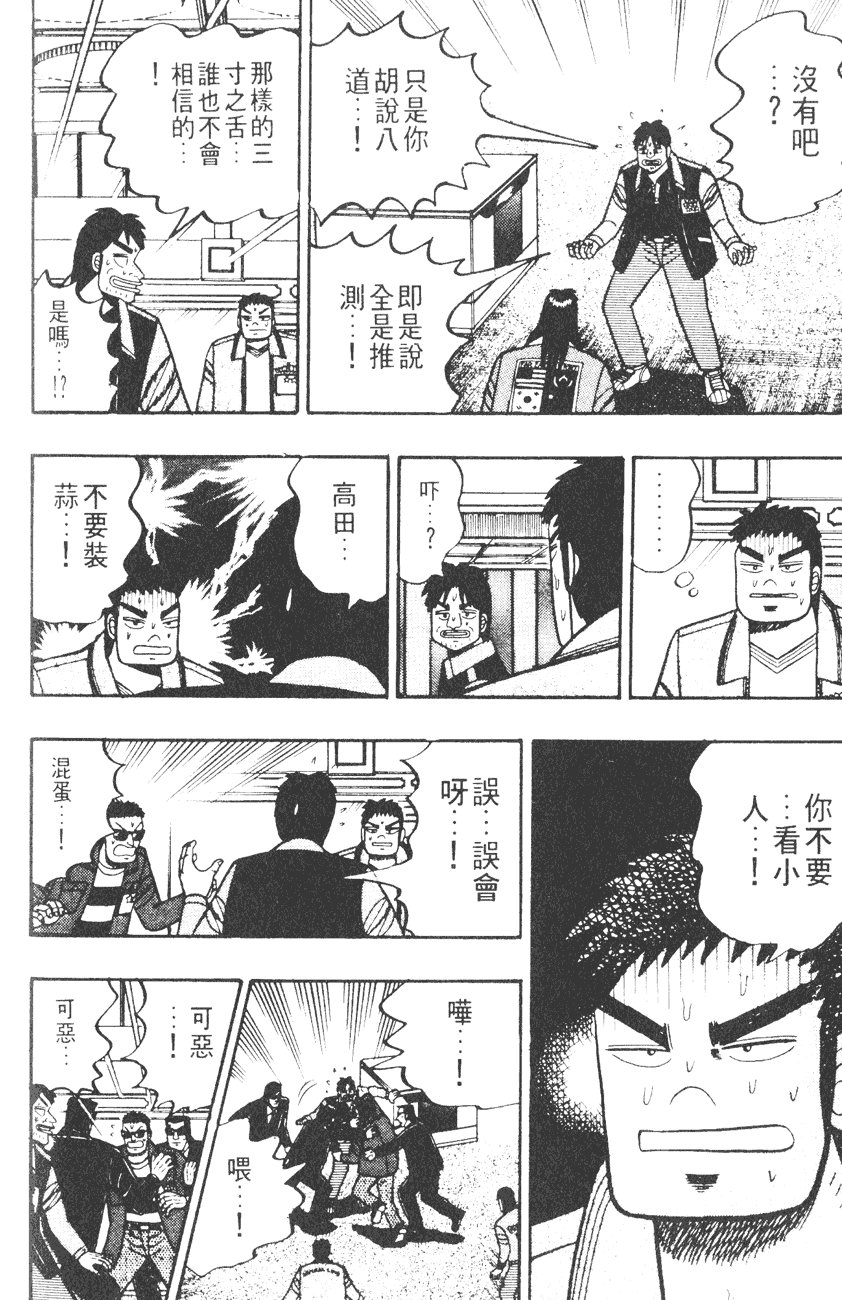 沒有吧
…?
只是你
胡說八
道…!
即是說
全是推
測…!
那樣的三
寸之舌…
誰也不會
相信的…
!
是嗎…!?
………
吓…?
高田…
不要裝
蒜…!
你不要
…看小
人…!
誤…誤會
呀…!
混蛋…!
嘩…!
喂…!
可惡
…!
可惡…